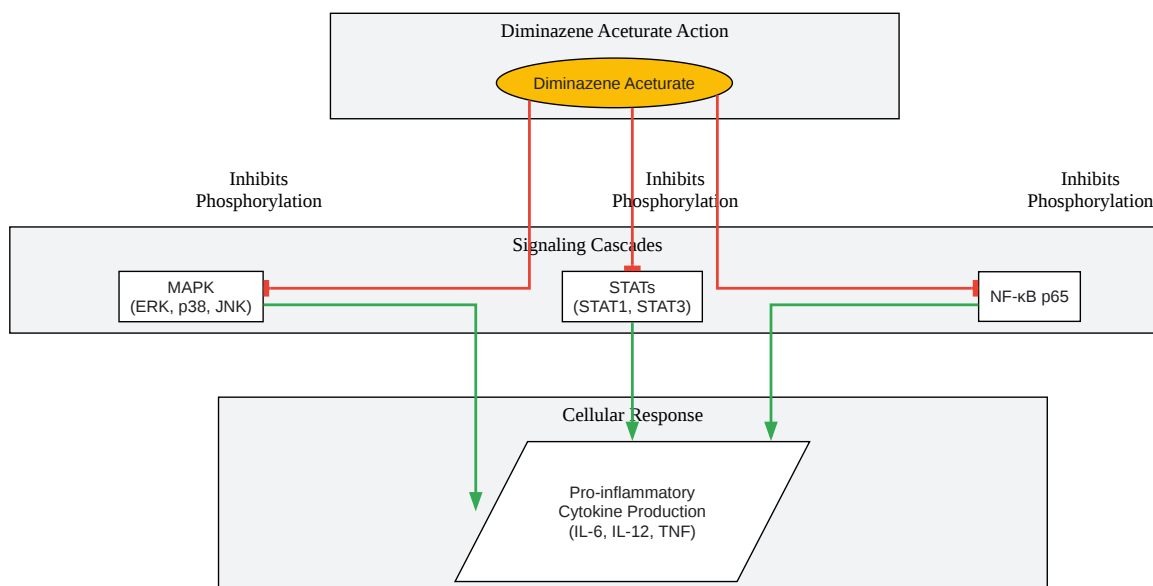 Diminazene Aceturate Action
Diminazene Aceturate
Inhibits
Phosphorylation
Inhibits
Phosphorylation
Inhibits
Phosphorylation
Signaling Cascades
MAPK
(ERK, p38, JNK)
STATs
(STAT1, STAT3)
NF-κB p65
Cellular Response
Pro-inflammatory
Cytokine Production
(IL-6, IL-12, TNF)